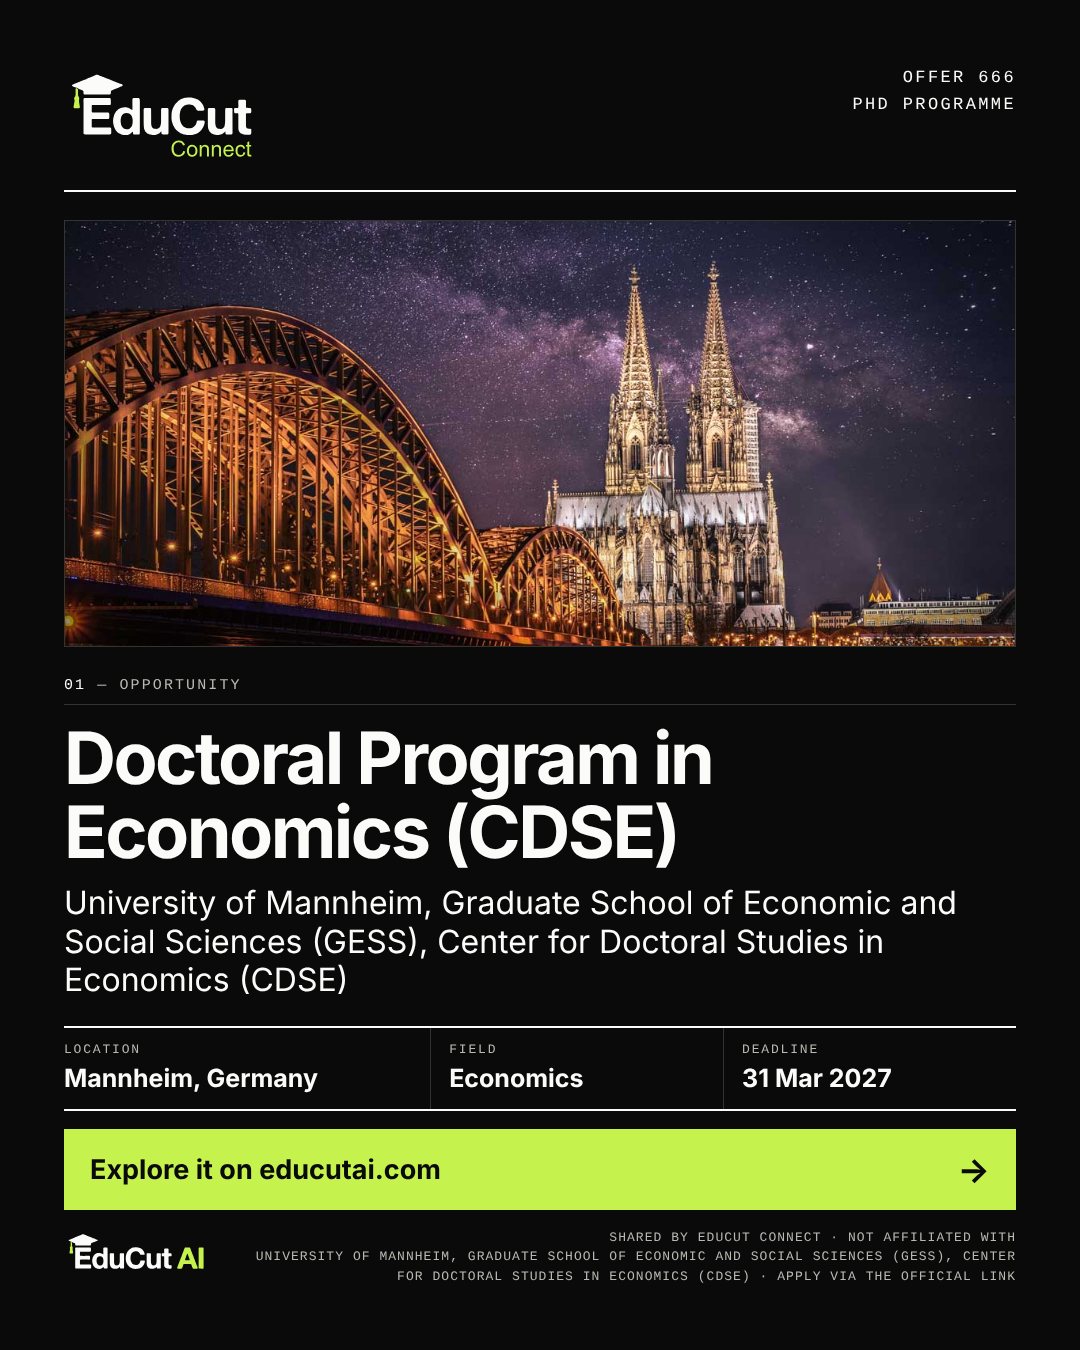 EduCut
Connect
OFFER 666
PHD PROGRAMME
01 — OPPORTUNITY
Doctoral Program in
Economics (CDSE)
University of Mannheim, Graduate School of Economic and
Social Sciences (GESS), Center for Doctoral Studies in
Economics (CDSE)
LOCATION
Mannheim, Germany
FIELD
Economics
DEADLINE
31 Mar 2027
Explore it on educutai.com →
EduCut AI
SHARED BY EDUCUT CONNECT · NOT AFFILIATED WITH
UNIVERSITY OF MANNHEIM, GRADUATE SCHOOL OF ECONOMIC AND SOCIAL SCIENCES (GESS), CENTER
FOR DOCTORAL STUDIES IN ECONOMICS (CDSE) · APPLY VIA THE OFFICIAL LINK